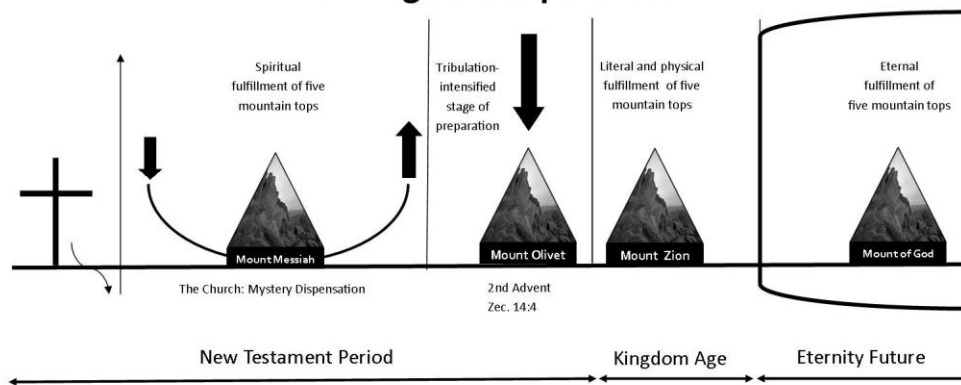 Spiritual
fulfillment of five
mountain tops
Tribulation-
intensified
stage of
preparation
Literal and physical
fulfillment of five
mountain tops
Eternal
fulfillment of
five mountain tops
Mount Messiah
Mount Olivet
Mount Zion
Mount of God
The Church: Mystery Dispensation
2nd Advent
Zec. 14:4
New Testament Period
Kingdom Age
Eternity Future